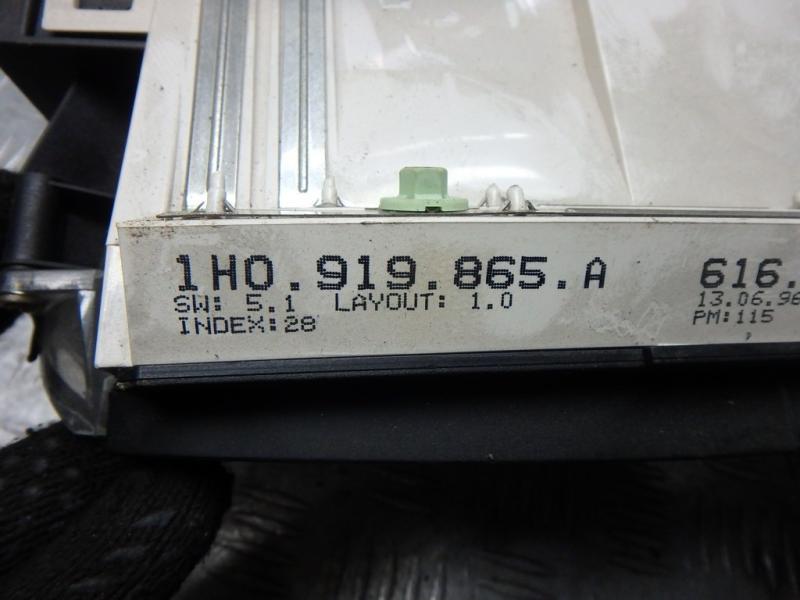 1H0.919.865.A 616.
SW: 5.1 LAYOUT: 1.0 13.06.96
INDEX:28 PM:115